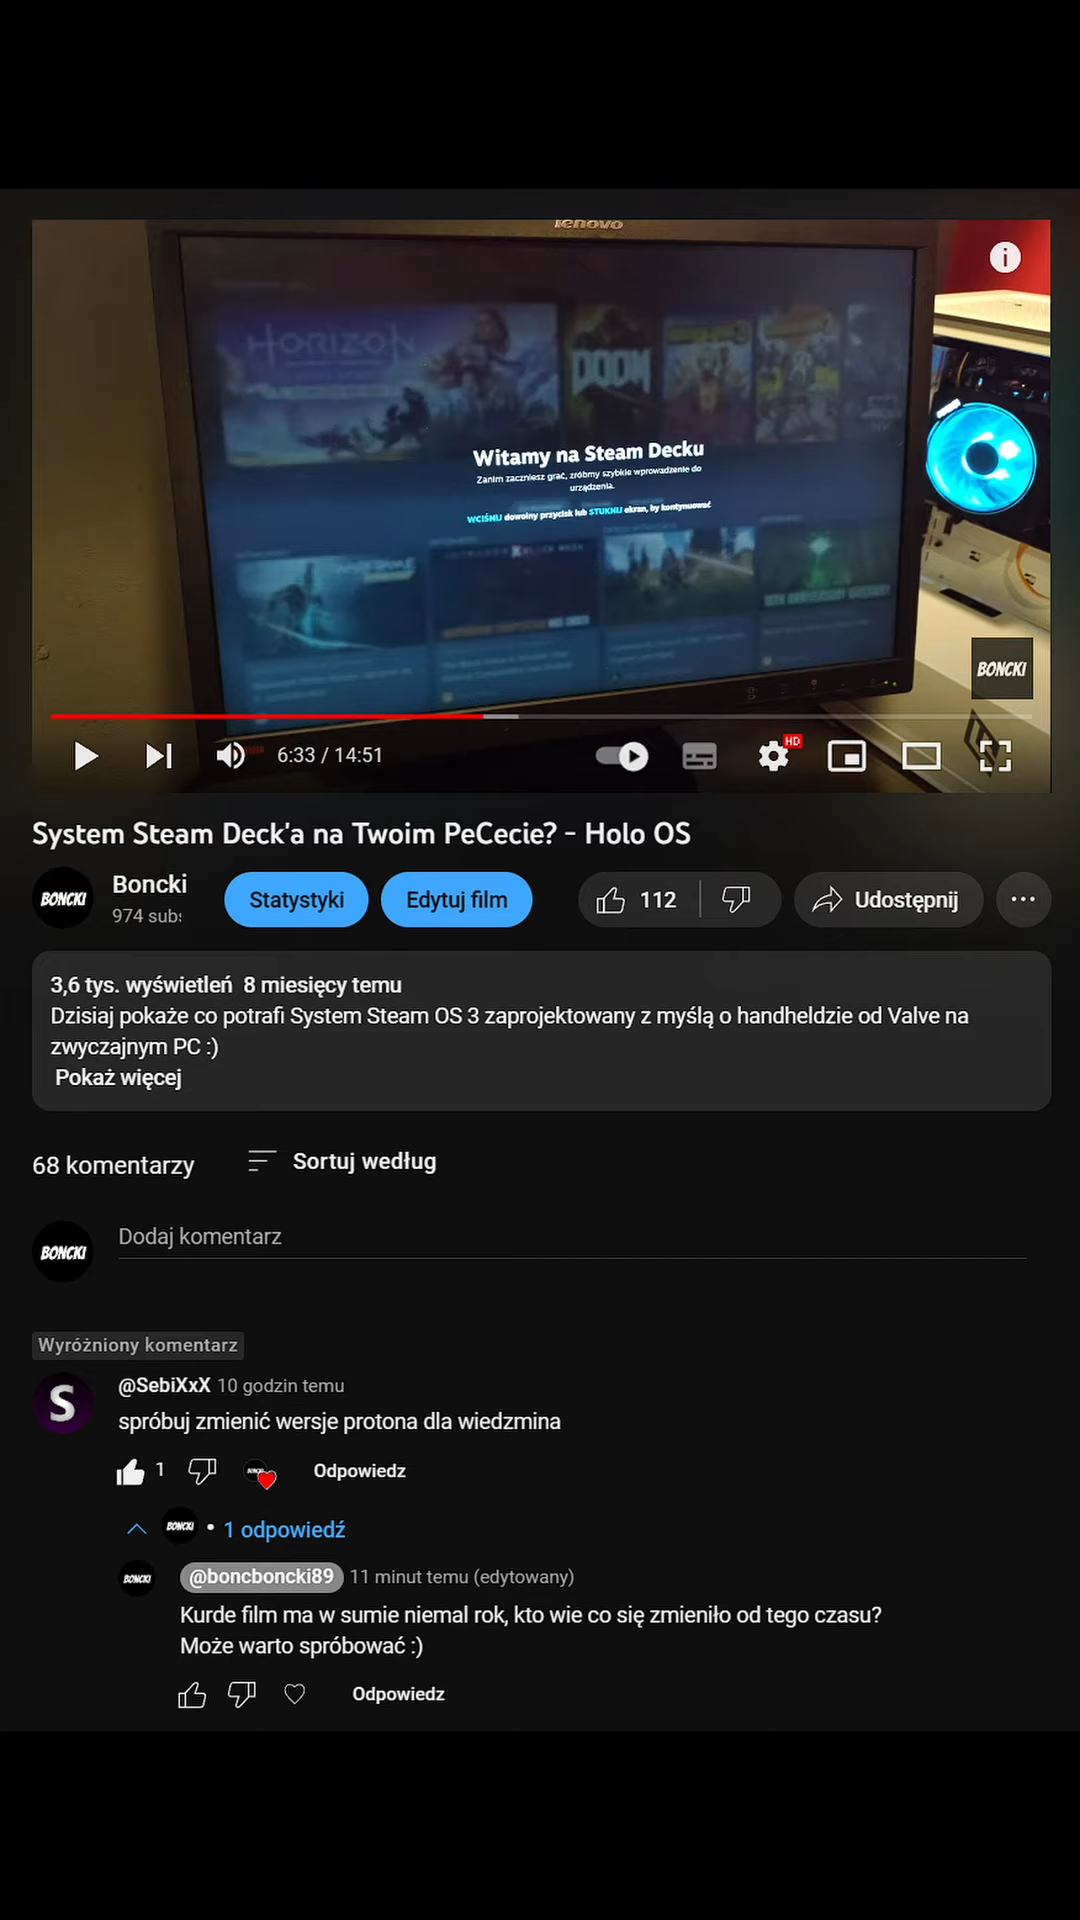 lenovo
HORIZON
DOOM
Witamy na Steam Decku
Zanim zaczniesz grać, zróbmy szybkie wprowadzenie do
urządzenia.
WCIŚNIJ dowolny przycisk lub STUKNIJ ekran, by kontynuować
BONCKI
6:33 / 14:51
HD
System Steam Deck'a na Twoim PeCecie? - Holo OS
BONCKI
Boncki
974 subs
Statystyki
Edytuj film
112
Udostępnij
3,6 tys. wyświetleń 8 miesięcy temu
Dzisiaj pokaże co potrafi System Steam OS 3 zaprojektowany z myślą o handheldzie od Valve na
zwyczajnym PC :)
Pokaż więcej
68 komentarzy
Sortuj według
BONCKI
Dodaj komentarz
Wyróżniony komentarz
S
@SebiXxX 10 godzin temu
spróbuj zmienić wersje protona dla wiedzmina
1
Odpowiedz
BONCKI
1 odpowiedź
BONCKI
@boncboncki89 11 minut temu (edytowany)
Kurde film ma w sumie niemal rok, kto wie co się zmieniło od tego czasu?
Może warto spróbować :)
Odpowiedz